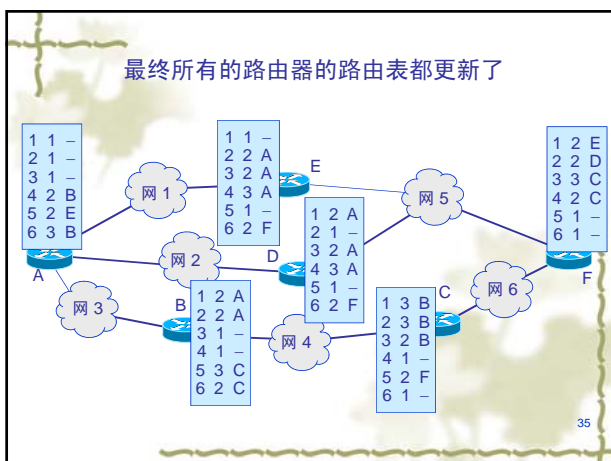 最终所有的路由器的路由表都更新了
1 1 –
2 1 –
3 1 –
4 2 B
5 2 E
6 3 B
A
网 1
1 1 –
2 2 A
3 2 A
4 3 A
5 1 –
6 2 F
E
网 5
1 2 E
2 2 D
3 3 C
4 2 C
5 1 –
6 1 –
F
网 2
D
1 2 A
2 1 –
3 2 A
4 3 A
5 1 –
6 2 F
网 3
B
1 2 A
2 2 A
3 1 –
4 1 –
5 3 C
6 2 C
网 4
C
1 3 B
2 3 B
3 2 B
4 1 –
5 2 F
6 1 –
网 6
35